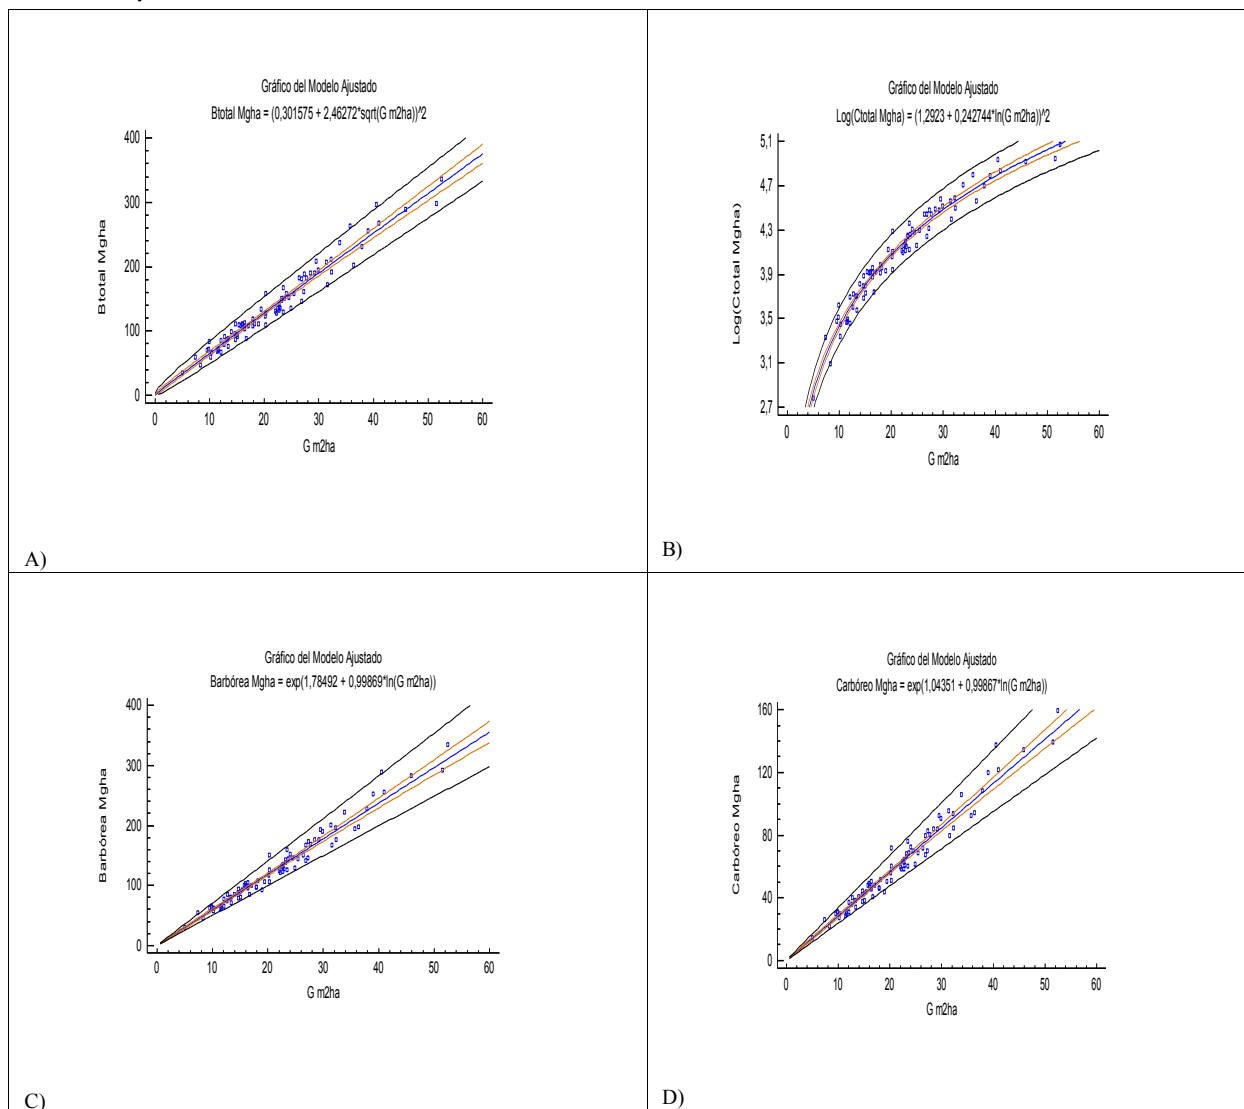 Gráfico del Modelo Ajustado
Btotal Mgha = (0,301575 + 2,46272*sqrt(G m2ha))^2
400
300
200
100
0
Btotal Mgha
0 10 20 30 40 50 60
G m2ha
A)
Gráfico del Modelo Ajustado
Log(Ctotal Mgha) = (1,2923 + 0,242744*ln(G m2ha))^2
5,1
4,7
4,3
3,9
3,5
3,1
2,7
Log(Ctotal Mgha)
0 10 20 30 40 50 60
G m2ha
B)
Gráfico del Modelo Ajustado
Barbórea Mgha = exp(1,78492 + 0,99869*ln(G m2ha))
400
300
200
100
0
Barbórea Mgha
0 10 20 30 40 50 60
G m2ha
C)
Gráfico del Modelo Ajustado
Carbóreo Mgha = exp(1,04351 + 0,99867*ln(G m2ha))
160
120
80
40
0
Carbóreo Mgha
0 10 20 30 40 50 60
G m2ha
D)